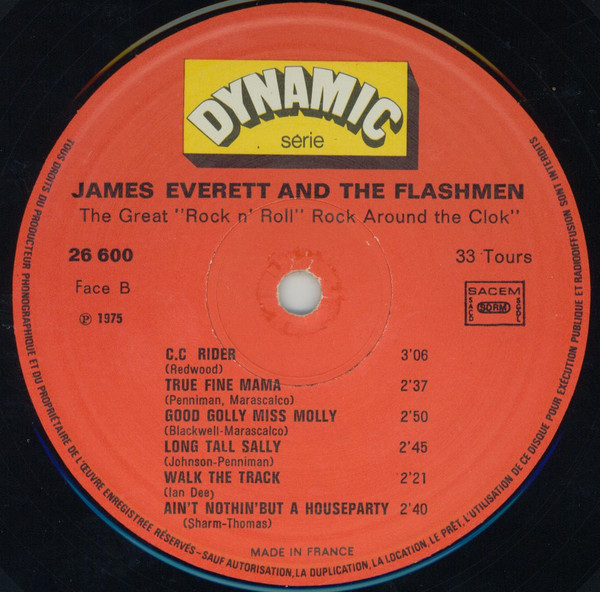 DYNAMIC
série
JAMES EVERETT AND THE FLASHMEN
The Great "Rock n' Roll" Rock Around the Clok"
26 600
33 Tours
Face B
SACEM
SACD
SDRM
SGDL
Ⓟ 1975
C.C RIDER 3'06
(Redwood)
TRUE FINE MAMA 2'37
(Penniman, Marascalco)
GOOD GOLLY MISS MOLLY 2'50
(Blackwell-Marascalco)
LONG TALL SALLY 2'45
(Johnson-Penniman)
WALK THE TRACK 2'21
(Ian Dee)
AIN'T NOTHIN'BUT A HOUSEPARTY 2'40
(Sharm-Thomas)
MADE IN FRANCE
TOUS DROITS DU PRODUCTEUR PHONOGRAPHIQUE ET DU PROPRIÉTAIRE DE L'ŒUVRE ENREGISTREE RÉSERVÉS-SAUF AUTORISATION, LA DUPLICATION, LA LOCATION, LE PRÊT, L'UTILISATION DE CE DISQUE POUR EXÉCUTION PUBLIQUE ET RADIODIFFUSION SONT INTERDITS